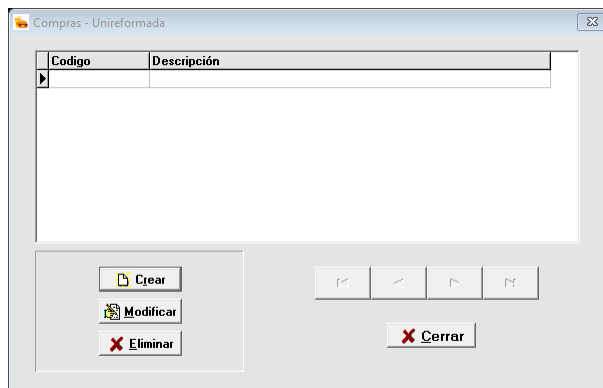 Compras - Unireformada
Codigo Descripción
Crear
Modificar
Eliminar
Cerrar